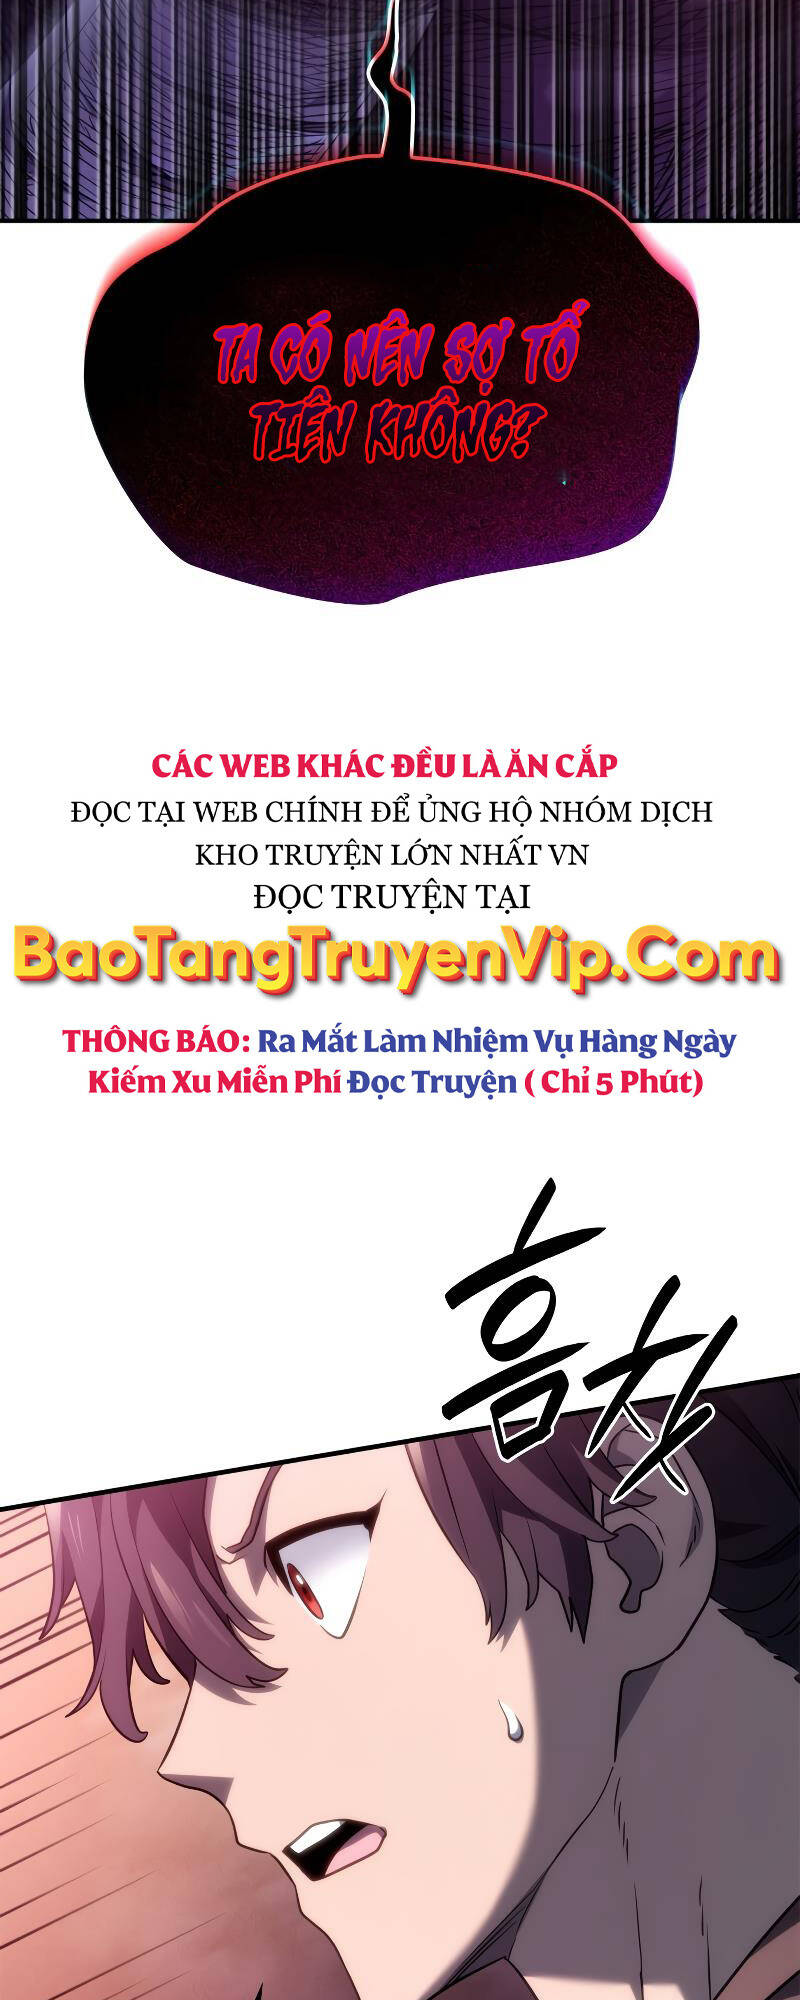 TA CÓ NÊN SỢ TỔ
TIÊN KHÔNG?
CÁC WEB KHÁC ĐỀU LÀ ĂN CẮP
ĐỌC TẠI WEB CHÍNH ĐỂ ỦNG HỘ NHÓM DỊCH
KHO TRUYỆN LỚN NHẤT VN
ĐỌC TRUYỆN TẠI
BaoTangTruyenVip.Com
THÔNG BÁO: Ra Mắt Làm Nhiệm Vụ Hàng Ngày
Kiếm Xu Miễn Phí Đọc Truyện ( Chỉ 5 Phút)
흠칫